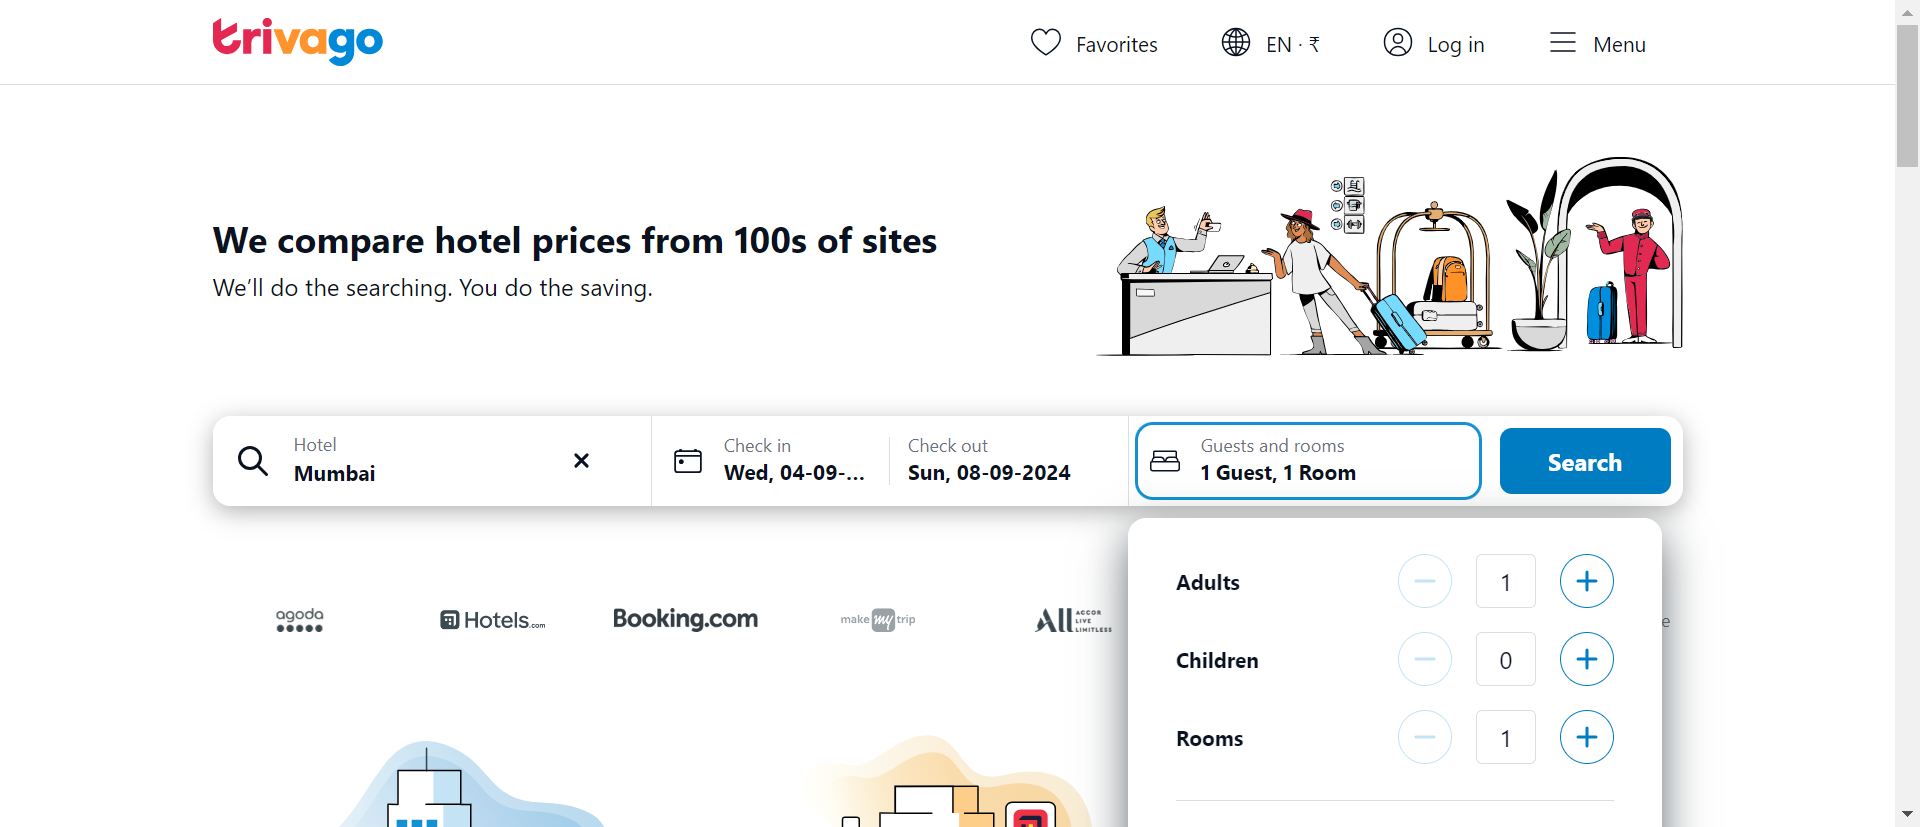 trivago
Favorites
EN · ₹
Log in
Menu
We compare hotel prices from 100s of sites
We'll do the searching. You do the saving.
Hotel
Mumbai
Check in
Wed, 04-09-...
Check out
Sun, 08-09-2024
Guests and rooms
1 Guest, 1 Room
Search
agoda
Hotels.com
Booking.com
make my trip
ALL ACCOR
LIVE
LIMITLESS
e
Adults
1
Children
0
Rooms
1